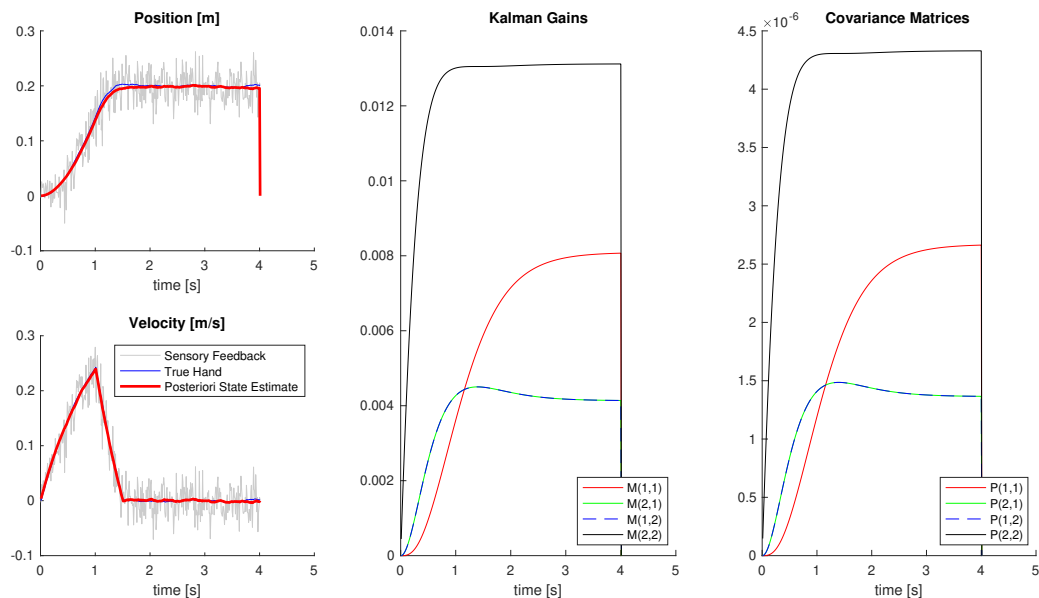 Position [m]
0.3
0.2
0.1
0
-0.1
0 1 2 3 4 5
time [s]
Velocity [m/s]
0.3
0.2
0.1
0
-0.1
Sensory Feedback
True Hand
Posteriori State Estimate
0 1 2 3 4 5
time [s]
Kalman Gains
0.014
0.012
0.01
0.008
0.006
0.004
0.002
0
M(1,1)
M(2,1)
M(1,2)
M(2,2)
0 1 2 3 4 5
time [s]
Covariance Matrices
×10⁻⁶
4.5
4
3.5
3
2.5
2
1.5
1
0.5
0
P(1,1)
P(2,1)
P(1,2)
P(2,2)
0 1 2 3 4 5
time [s]